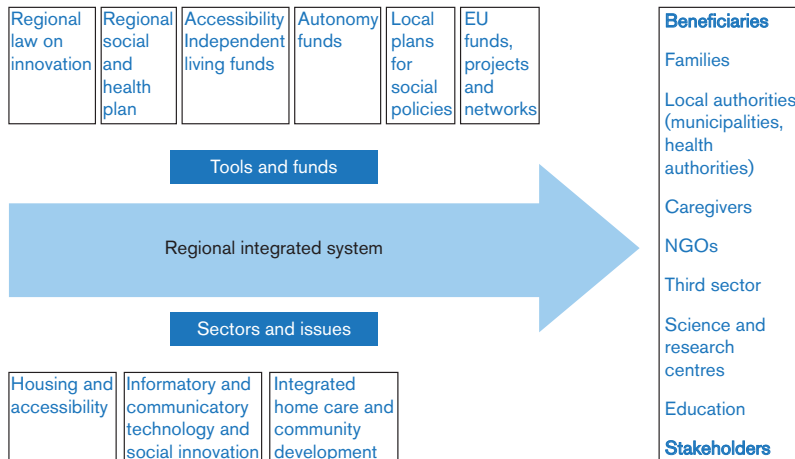 Regional
law on
innovation
Regional
social
and
health
plan
Accessibility
Independent
living funds
Autonomy
funds
Local
plans
for
social
policies
EU
funds,
projects
and
networks
Tools and funds
Regional integrated system
Sectors and issues
Housing and
accessibility
Informatory and
communicatory
technology and
social innovation
Integrated
home care and
community
development
Beneficiaries
Families
Local authorities
(municipalities,
health
authorities)
Caregivers
NGOs
Third sector
Science and
research
centres
Education
Stakeholders